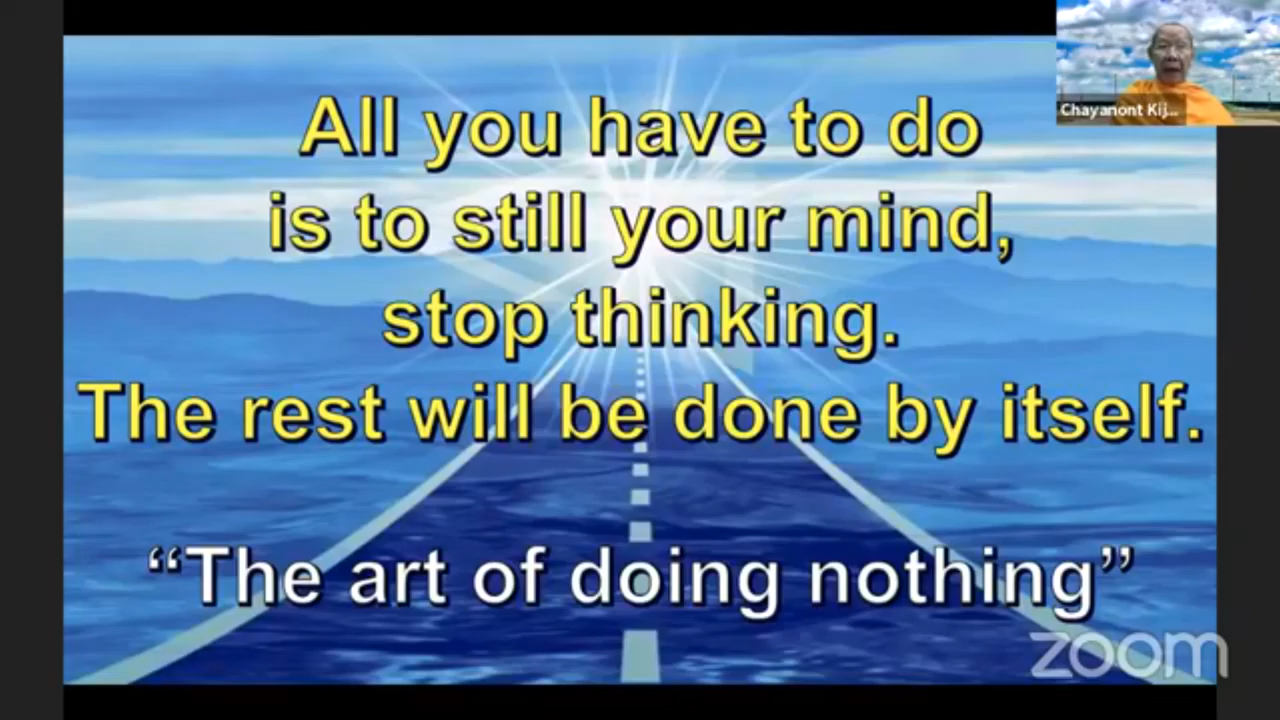 Chayanont Kij...
All you have to do
is to still your mind,
stop thinking.
The rest will be done by itself.
“The art of doing nothing”
zoom